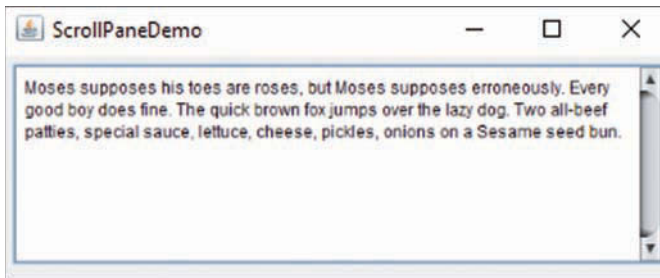 ScrollPaneDemo
Moses supposes his toes are roses, but Moses supposes erroneously. Every
good boy does fine. The quick brown fox jumps over the lazy dog. Two all-beef
patties, special sauce, lettuce, cheese, pickles, onions on a Sesame seed bun.